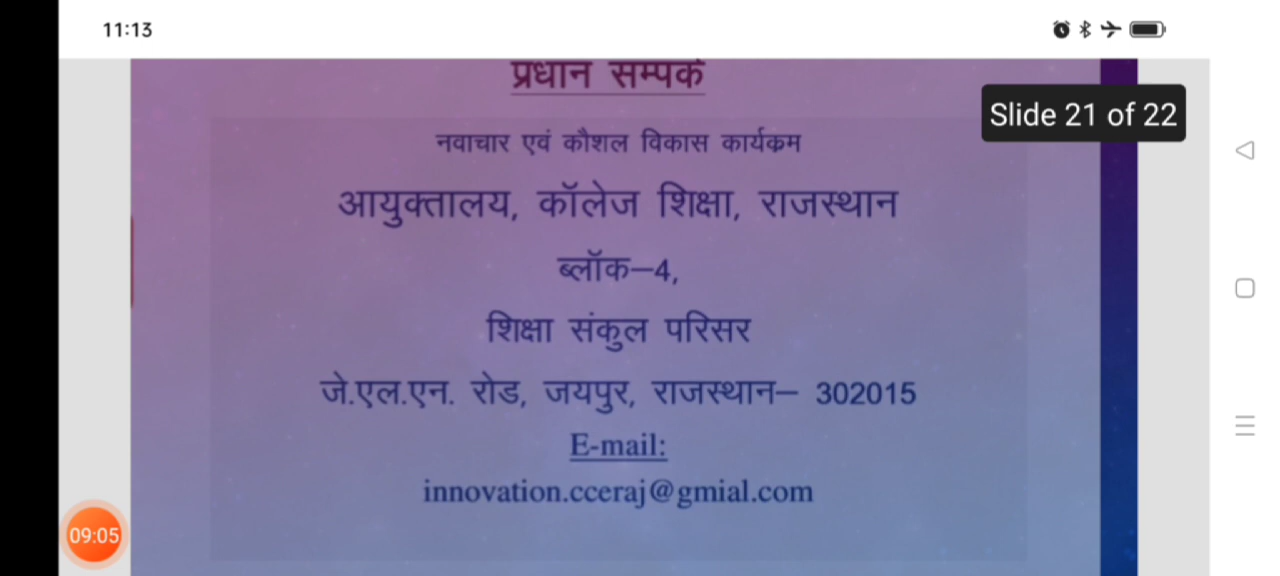 11:13
प्रधान सम्पर्क
Slide 21 of 22
नवाचार एवं कौशल विकास कार्यक्रम
आयुक्तालय, कॉलेज शिक्षा, राजस्थान
ब्लॉक–4,
शिक्षा संकुल परिसर
जे.एल.एन. रोड, जयपुर, राजस्थान– 302015
E-mail:
innovation.cceraj@gmial.com
09:05